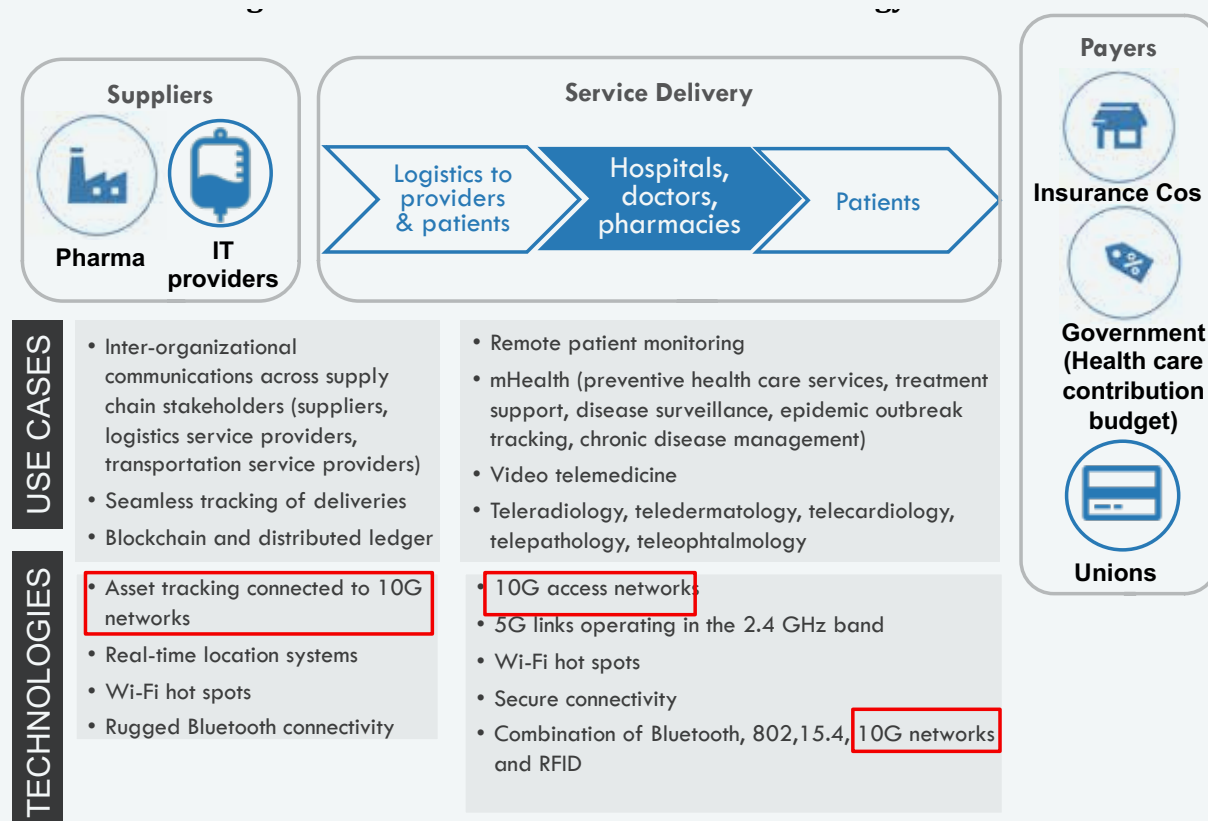 Suppliers
Pharma
IT
providers
Service Delivery
Logistics to
providers
& patients
Hospitals,
doctors,
pharmacies
Patients
Payers
Insurance Cos
Government
(Health care
contribution
budget)
Unions
USE CASES
• Inter-organizational
communications across supply
chain stakeholders (suppliers,
logistics service providers,
transportation service providers)
• Seamless tracking of deliveries
• Blockchain and distributed ledger
• Remote patient monitoring
• mHealth (preventive health care services, treatment
support, disease surveillance, epidemic outbreak
tracking, chronic disease management)
• Video telemedicine
• Teleradiology, teledermatology, telecardiology,
telepathology, teleophtalmology
TECHNOLOGIES
• Asset tracking connected to 10G
networks
• Real-time location systems
• Wi-Fi hot spots
• Rugged Bluetooth connectivity
• 10G access networks
• 5G links operating in the 2.4 GHz band
• Wi-Fi hot spots
• Secure connectivity
• Combination of Bluetooth, 802,15.4, 10G networks
and RFID